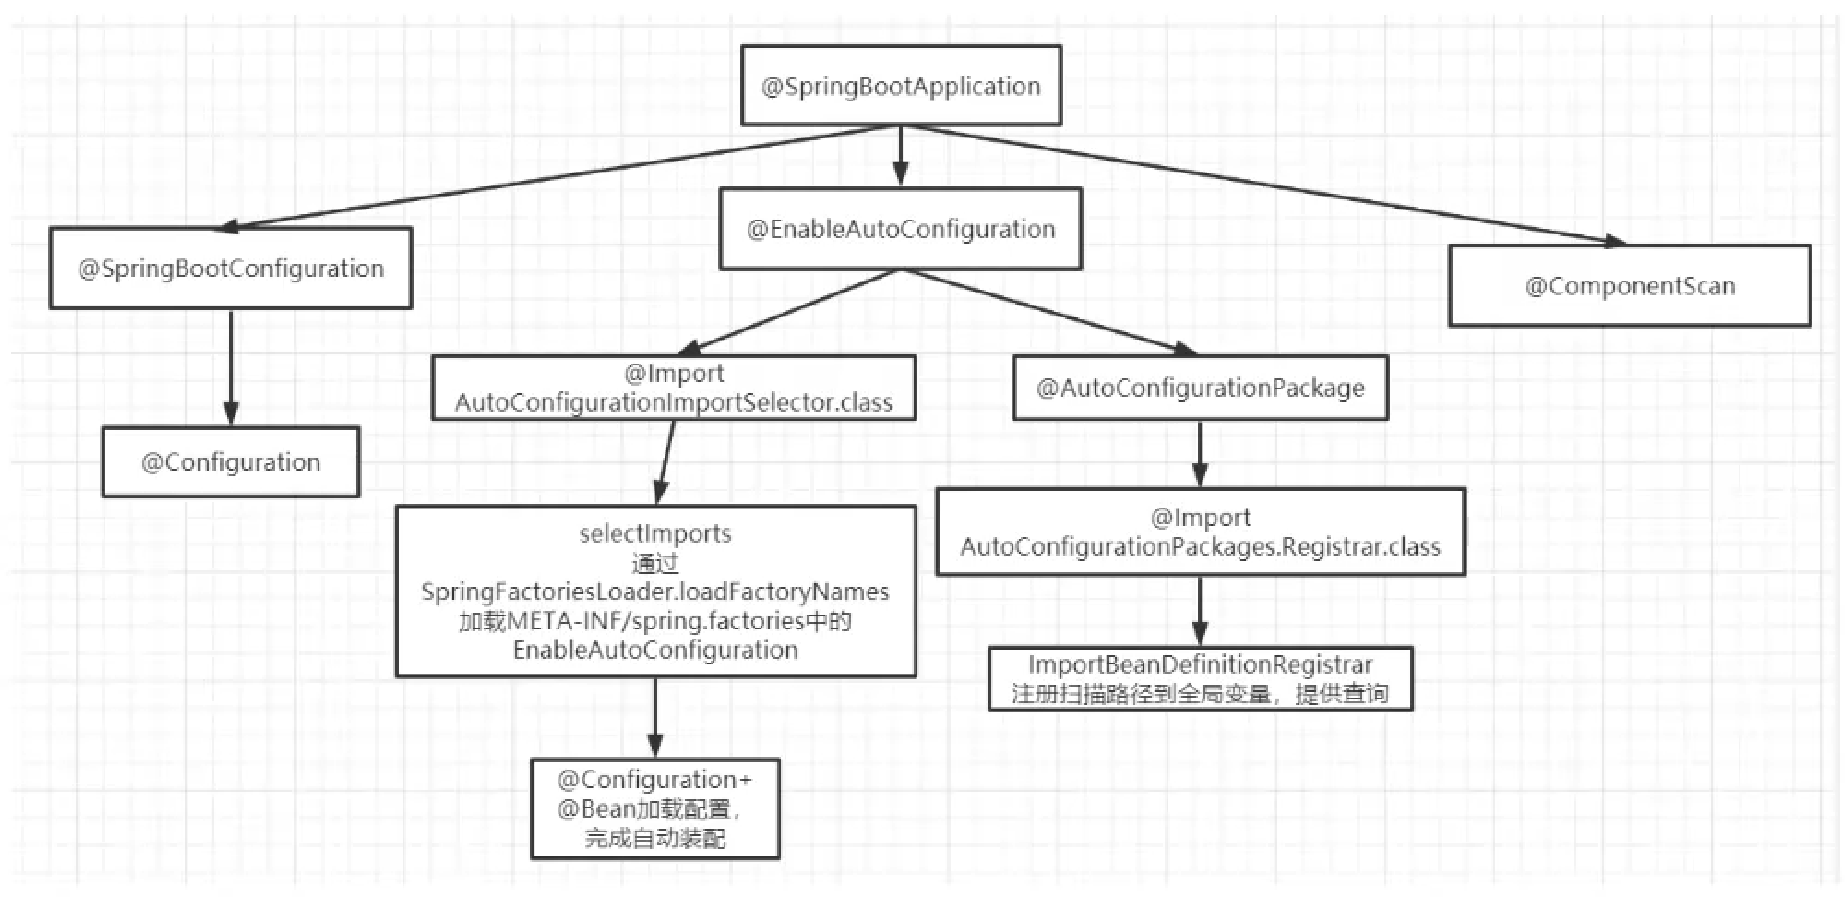 @SpringBootApplication
@SpringBootConfiguration
@EnableAutoConfiguration
@ComponentScan
@Configuration
@Import
AutoConfigurationImportSelector.class
@AutoConfigurationPackage
selectImports
通过
SpringFactoriesLoader.loadFactoryNames
加载META-INF/spring.factories中的
EnableAutoConfiguration
@Import
AutoConfigurationPackages.Registrar.class
ImportBeanDefinitionRegistrar
注册扫描路径到全局变量，提供查询
@Configuration+
@Bean加载配置，
完成自动装配